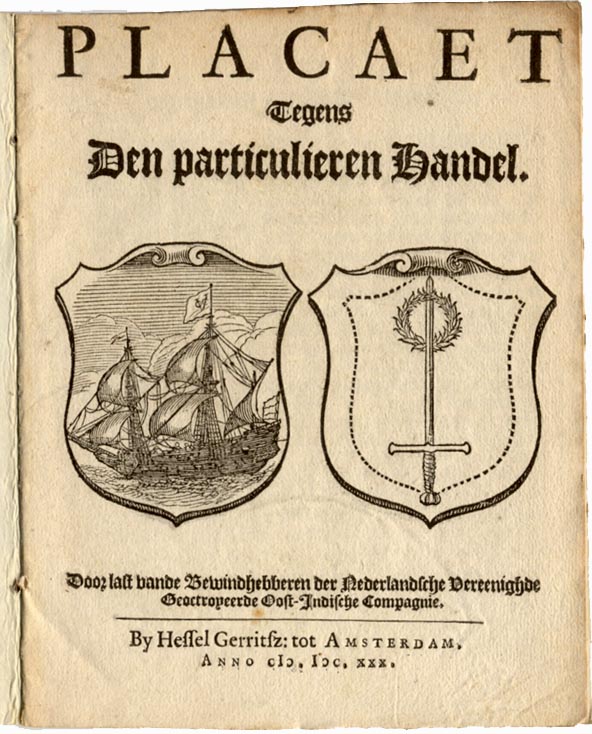 PLACAET
Tegens
Den particulieren Handel.
Door last vande Bewindhebberen der Nederlandsche Vereenighde
Geoctroyeerde Oost-Indische Compagnie.
By Hessel Gerritsz: tot AMSTERDAM,
ANNO cIↄ, Iↄc, xxx.